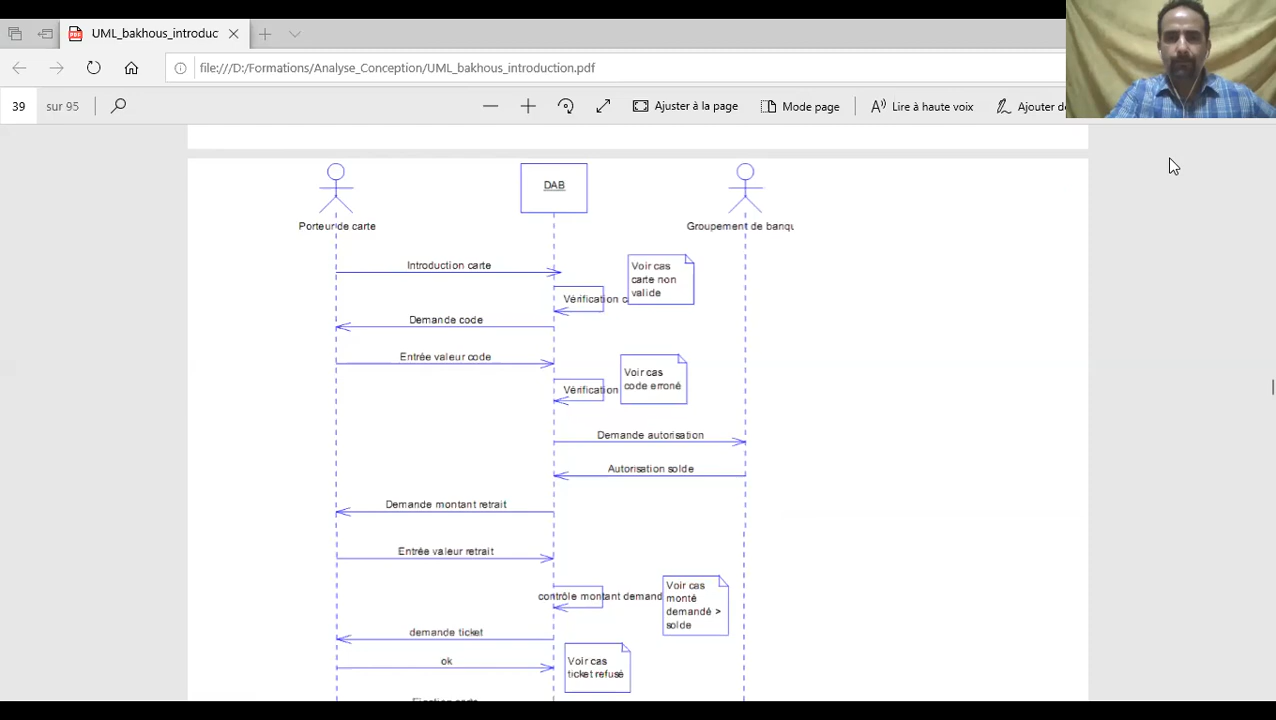 UML_bakhous_introduc
file:///D:/Formations/Analyse_Conception/UML_bakhous_introduction.pdf
39 sur 95
Ajuster à la page
Mode page
Lire à haute voix
Ajouter de
DAB
Porteur de carte
Groupement de banqu
Introduction carte
Voir cas
carte non
valide
Vérification c
Demande code
Entrée valeur code
Voir cas
code erroné
Vérification
Demande autorisation
Autorisation solde
Demande montant retrait
Entrée valeur retrait
contrôle montant demand
Voir cas
monté
demandé >
solde
demande ticket
ok
Voir cas
ticket refusé